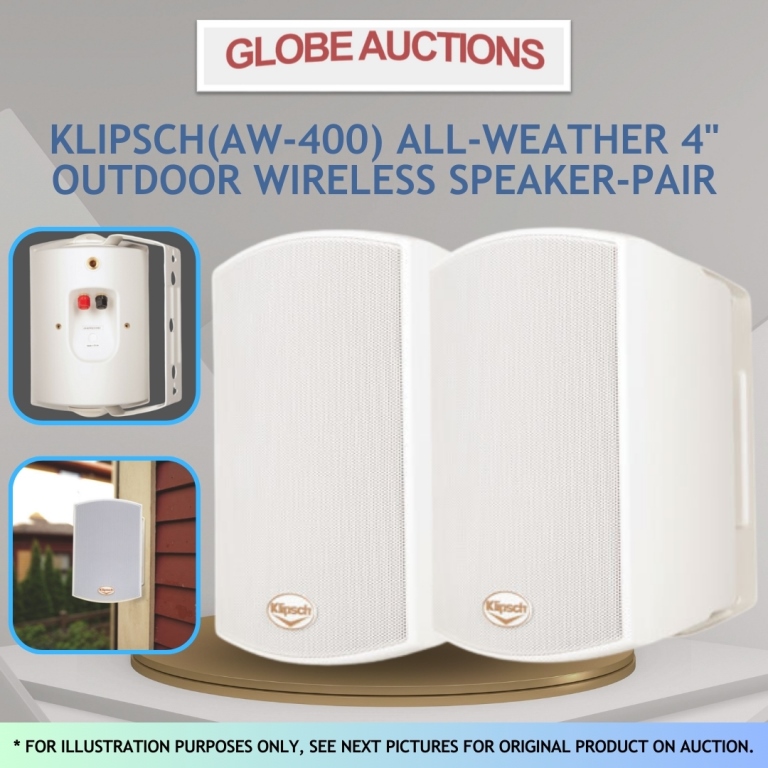 GLOBE AUCTIONS
KLIPSCH(AW-400) ALL-WEATHER 4"
OUTDOOR WIRELESS SPEAKER-PAIR
Klipsch
Klipsch
* FOR ILLUSTRATION PURPOSES ONLY, SEE NEXT PICTURES FOR ORIGINAL PRODUCT ON AUCTION.